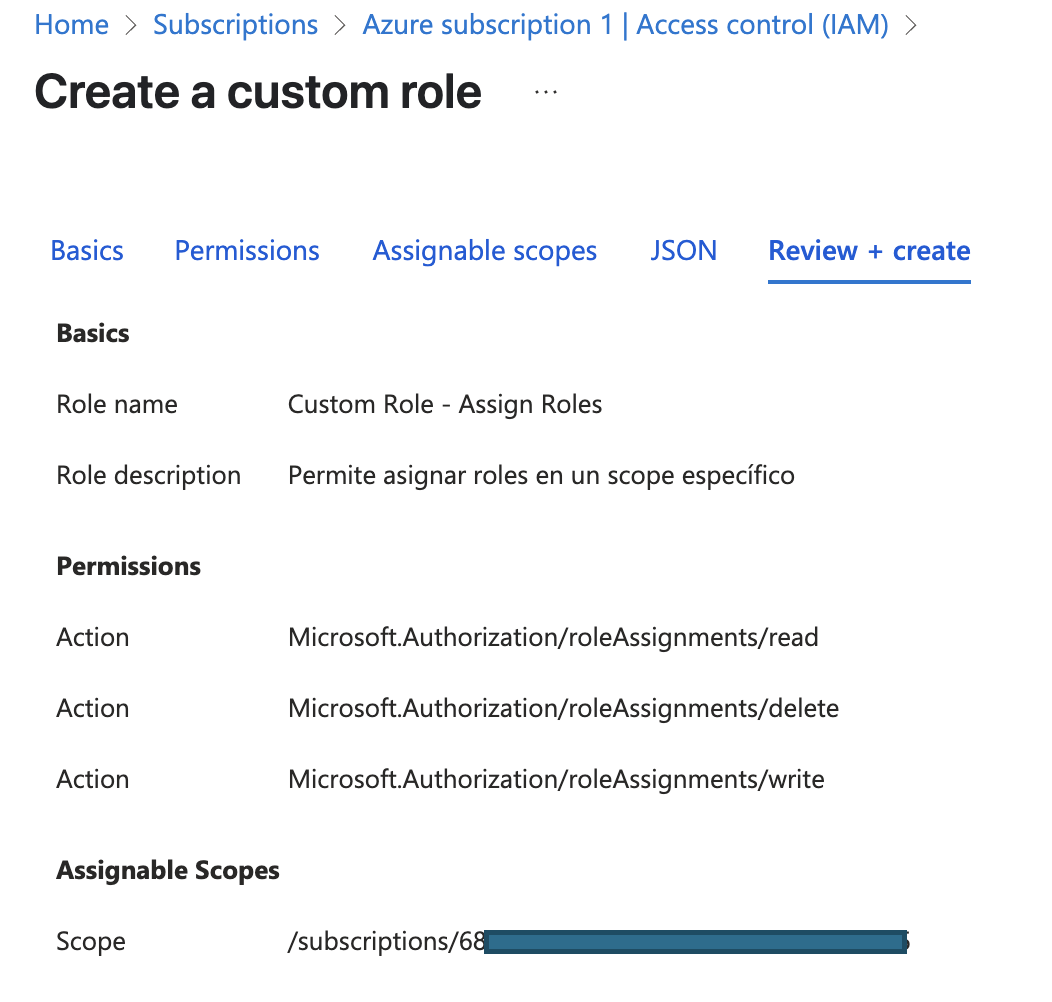 Home > Subscriptions > Azure subscription 1 | Access control (IAM) >
Create a custom role ...
Basics Permissions Assignable scopes JSON Review + create
Basics
Role name Custom Role - Assign Roles
Role description Permite asignar roles en un scope específico
Permissions
Action Microsoft.Authorization/roleAssignments/read
Action Microsoft.Authorization/roleAssignments/delete
Action Microsoft.Authorization/roleAssignments/write
Assignable Scopes
Scope /subscriptions/68